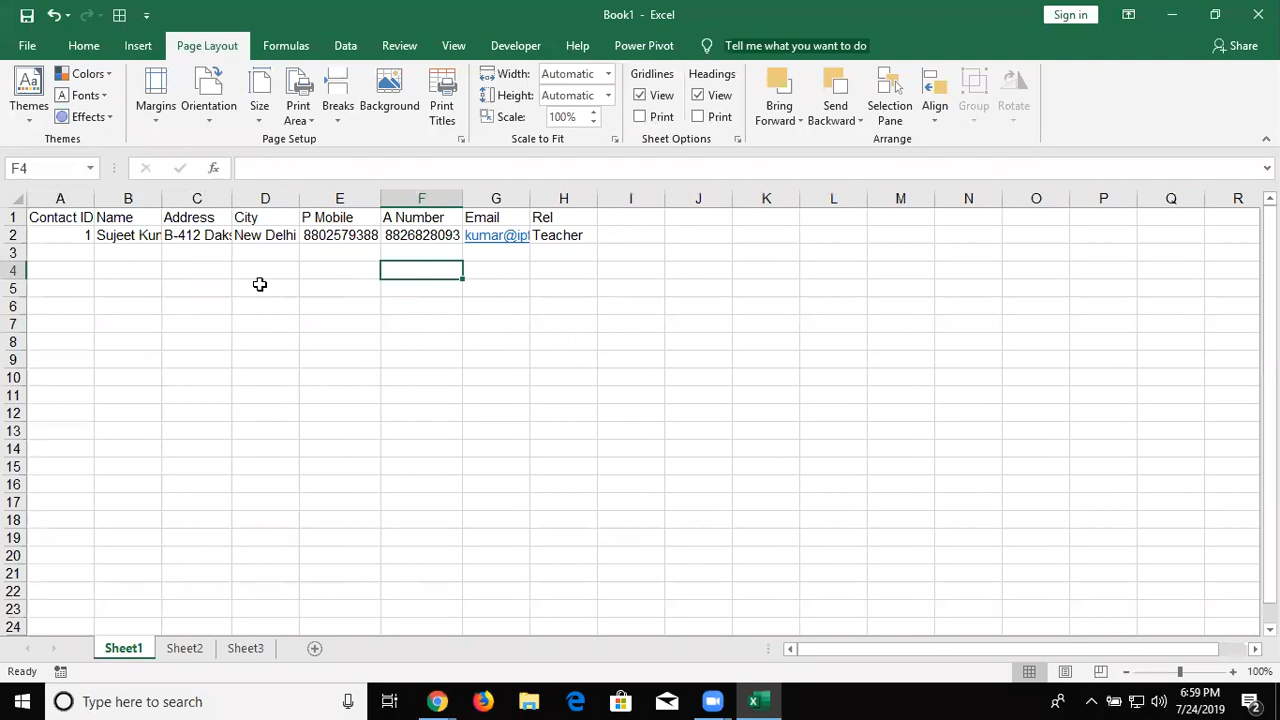 Book1 - Excel
Sign in
File Home Insert Page Layout Formulas Data Review View Developer Help Power Pivot Tell me what you want to do Share
Themes
Colors
Fonts
Effects
Themes
Margins
Orientation
Size
Print Area
Breaks
Background
Print Titles
Page Setup
Width: Automatic
Height: Automatic
Scale: 100%
Scale to Fit
Gridlines Headings
View View
Print Print
Sheet Options
Bring Forward
Send Backward
Selection Pane
Align
Group
Rotate
Arrange
F4
fx
A B C D E F G H I J K L M N O P Q R
1 Contact ID Name Address City P Mobile A Number Email Rel
2 1 Sujeet Kur B-412 Daks New Delhi 8802579388 8826828093 kumar@ipt Teacher
3
4
5
6
7
8
9
10
11
12
13
14
15
16
17
18
19
20
21
22
23
24
Sheet1 Sheet2 Sheet3
Ready
100%
Type here to search
6:59 PM
7/24/2019
2